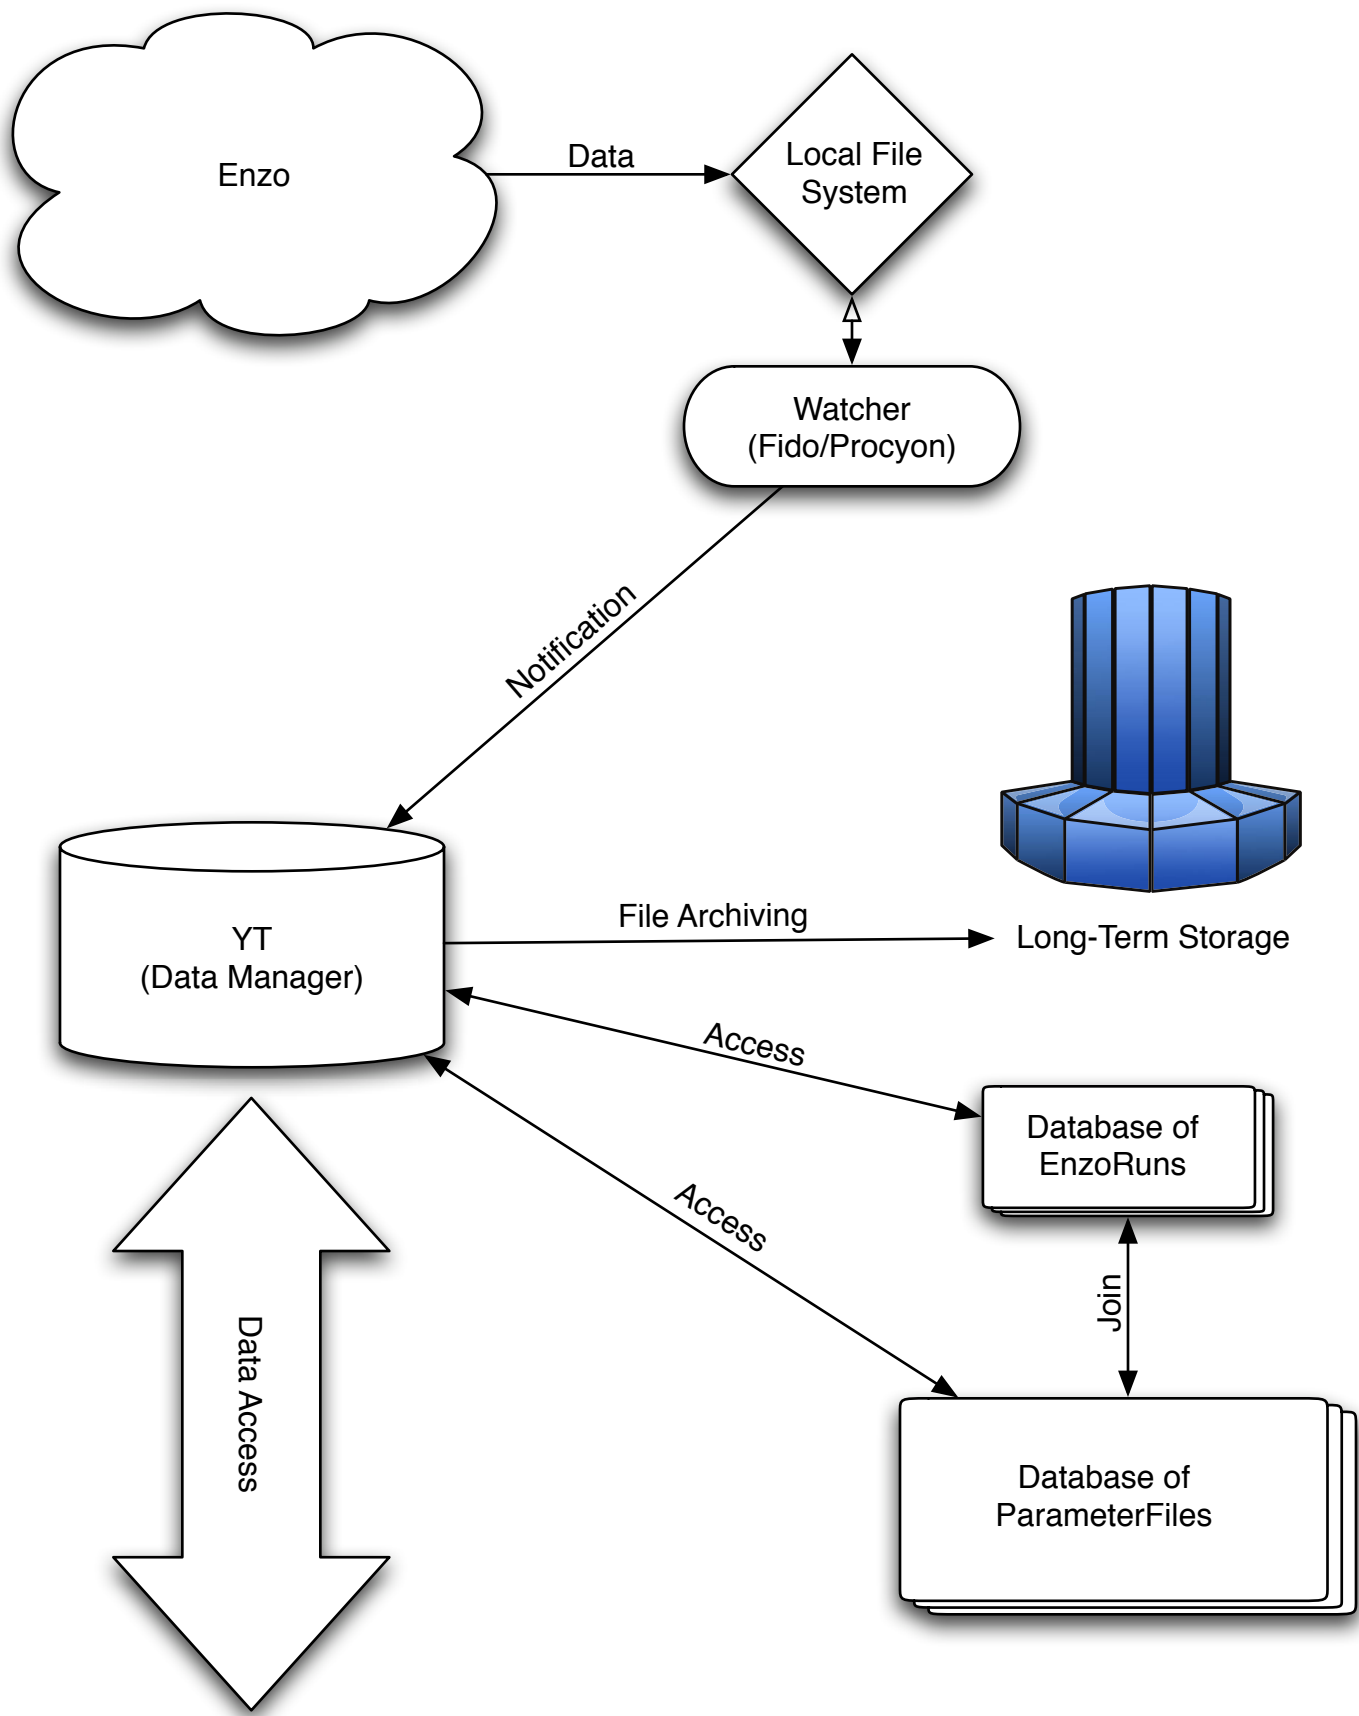 Enzo
Data
Local File
System
Watcher
(Fido/Procyon)
Notification
YT
(Data Manager)
File Archiving
Long-Term Storage
Access
Database of
EnzoRuns
Access
Join
Data Access
Database of
ParameterFiles